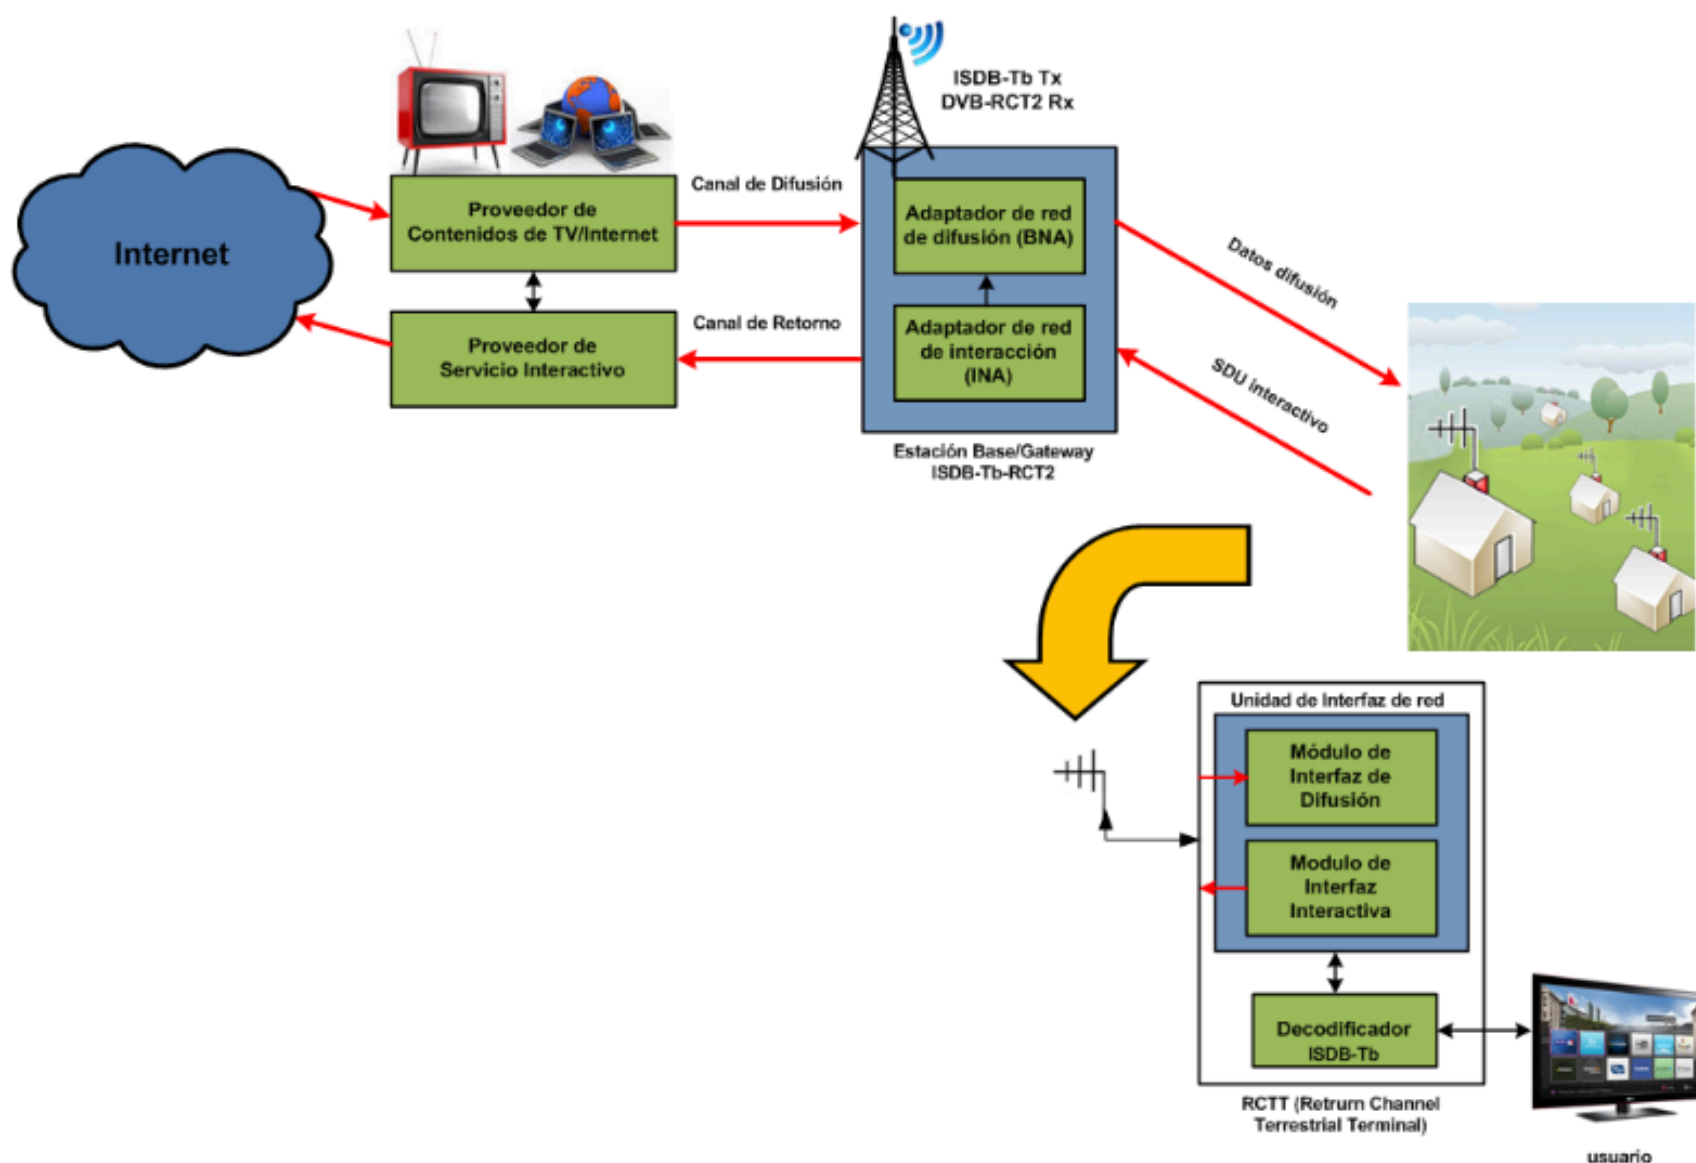 ISDB-Tb Tx
DVB-RCT2 Rx
Internet
Proveedor de
Contenidos de TV/Internet
Canal de Difusión
Adaptador de red
de difusión (BNA)
Datos difusión
Proveedor de
Servicio Interactivo
Canal de Retorno
Adaptador de red
de interacción
(INA)
SDU interactivo
Estación Base/Gateway
ISDB-Tb-RCT2
Unidad de Interfaz de red
Módulo de
Interfaz de
Difusión
Modulo de
Interfaz
Interactiva
Decodificador
ISDB-Tb
RCTT (Retrurn Channel
Terrestrial Terminal)
usuario